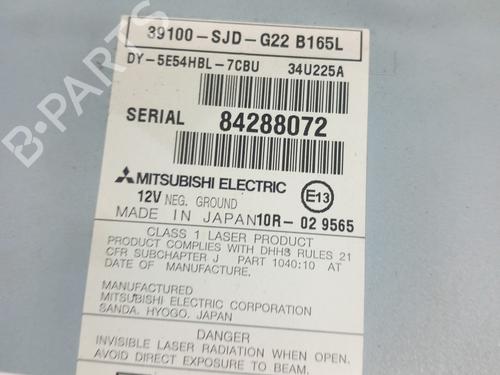 39100-SJD-G22 B165L
DY-5E54HBL-7CBU 34U225A
SERIAL 84288072
MITSUBISHI ELECTRIC
E13
12V NEG. GROUND
MADE IN JAPAN 10R-02 9565
CLASS 1 LASER PRODUCT
PRODUCT COMPLIES WITH DHHS RULES 21
CFR SUBCHAPTER J PART 1040:10 AT
DATE OF MANUFACTURE.
MANUFACTURED
MITSUBISHI ELECTRIC CORPORATION
SANDA, HYOGO, JAPAN
DANGER
INVISIBLE LASER RADIATION WHEN OPEN.
AVOID DIRECT EXPOSURE TO BEAM.